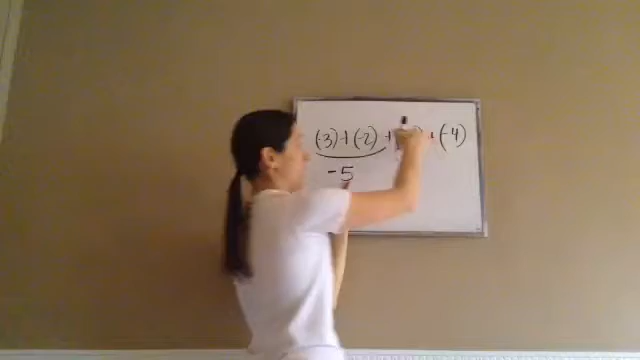 (-3)+(-2) + ( ) + (-4)
-5